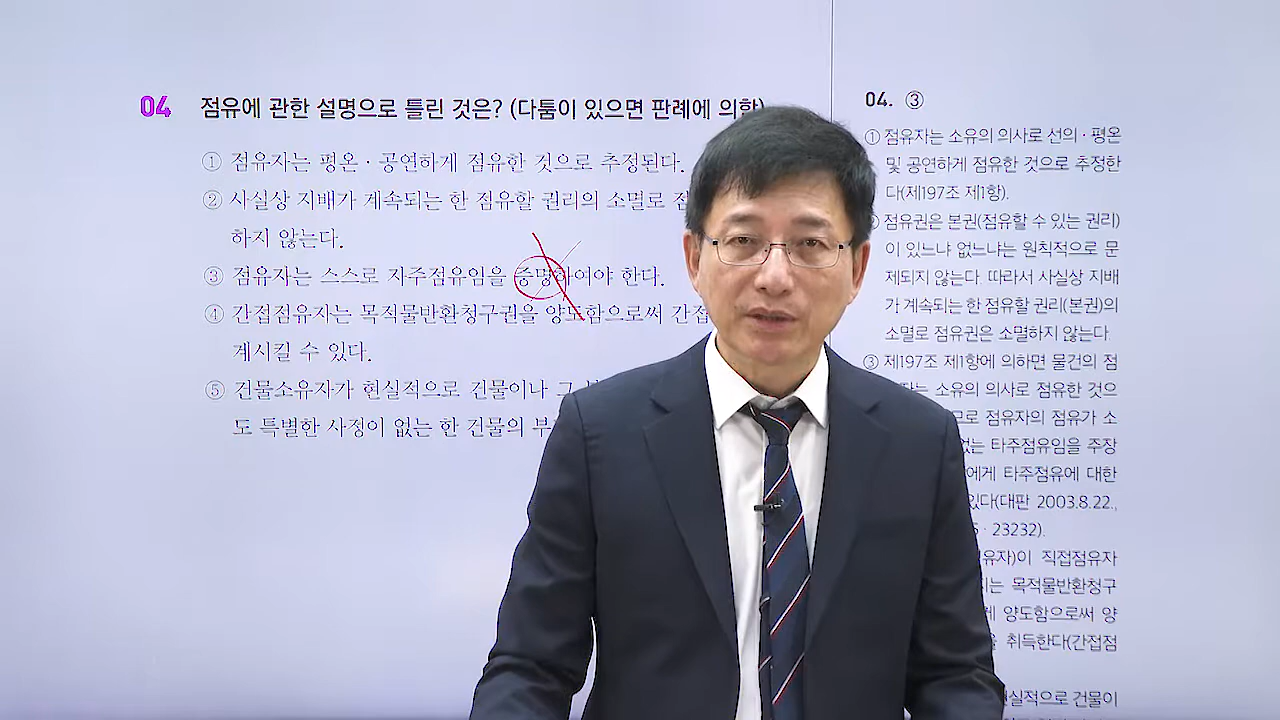 04 점유에 관한 설명으로 틀린 것은? (다툼이 있으면 판례에 의함)
① 점유자는 평온 · 공연하게 점유한 것으로 추정된다.
② 사실상 지배가 계속되는 한 점유할 권리의 소멸로
하지 않는다.
③ 점유자는 스스로 자주점유임을 증명하여야 한다.
④ 간접점유자는 목적물반환청구권을 양도함으로써
계시킬 수 있다.
⑤ 건물소유자가 현실적으로 건물이나 그
도 특별한 사정이 없는 한 건물의
04. ③
① 점유자는 소유의 의사로 선의 · 평온
및 공연하게 점유한 것으로 추정한
다(제197조 제1항).
② 점유권은 본권(점유할 수 있는 권리)
이 있느냐 없느냐는 원칙적으로 문
제되지 않는다. 따라서 사실상 지배
가 계속되는 한 점유할 권리(본권)의
소멸로 점유권은 소멸하지 않는다.
③ 제197조 제1항에 의하면 물건의 점
소유의 의사로 점유한 것으
점유자의 점유가 소
타주점유임을 주장
타주점유에 대한
있다(대판 2003.8.22.,
· 23232).
직접점유자
목적물반환청구
양도함으로써 양
취득한다(간접점
건물이